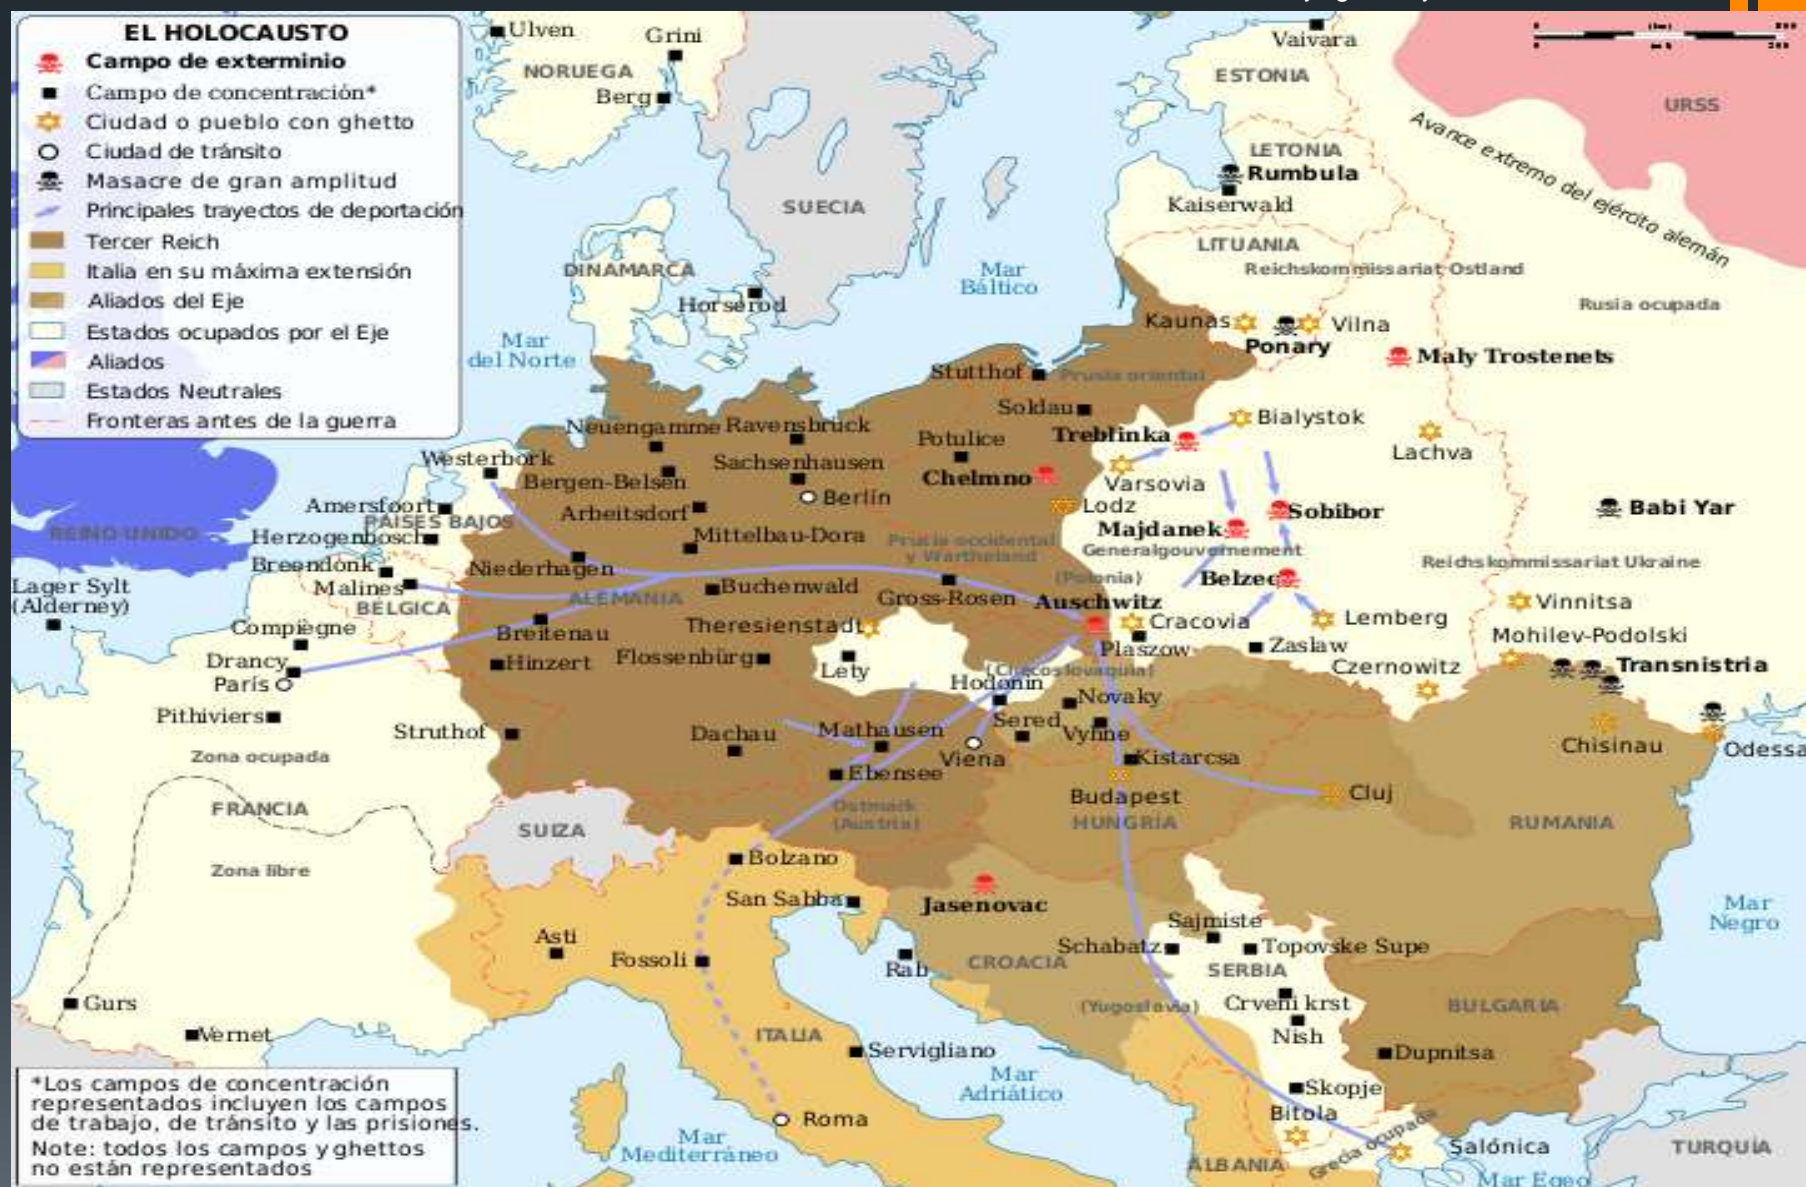 EL HOLOCAUSTO
Campo de exterminio
Campo de concentración*
Ciudad o pueblo con ghetto
Ciudad de tránsito
Masacre de gran amplitud
Principales trayectos de deportación
Tercer Reich
Italia en su máxima extensión
Aliados del Eje
Estados ocupados por el Eje
Aliados
Estados Neutrales
Fronteras antes de la guerra
Ulven
Grini
NORUEGA
Berg
SUECIA
DINAMARCA
Horserod
Mar
del Norte
Mar
Báltico
Vaivara
ESTONIA
URSS
Avance extremo del ejército alemán
LETONIA
Rumbula
Kaiserwald
LITUANIA
Reichskommissariat Ostland
Rusia ocupada
Kaunas
Vilna
Ponary
Maly Trostenets
Stutthof
Prusia oriental
Soldau
Bialystok
Treblinka
Lachva
Neuengamme
Ravensbrück
Potulice
Sachsenhausen
Chelmno
Varsovia
Westerbork
Bergen-Belsen
Berlín
Lodz
Sobibor
Babi Yar
Amersfoort
PAISES BAJOS
Arbeitsdorf
Majdanek
REINO UNIDO
Herzogenbosch
Mittelbau-Dora
Prusia occidental
y Wartheland
Generalgouvernement
(Polonia)
Reichskommissariat Ukraine
Breendonk
Niederhagen
Belzec
Lager Sylt
(Alderney)
Malines
BÉLGICA
ALEMANIA
Buchenwald
Gross-Rosen
Auschwitz
Vinnitsa
Compiègne
Breitenau
Theresienstadt
Cracovia
Lemberg
Mohilev-Podolski
Drancy
París
Hinzert
Flossenbürg
Lety
Plaszow
Zaslaw
Czernowitz
Transnistria
(Checoslovaquia)
Hodonin
Novaky
Pithiviers
Struthof
Dachau
Mathausen
Sered
Vyhne
Chisinau
Odessa
Zona ocupada
Viena
Kistarcsa
Ebensee
Budapest
Cluj
FRANCIA
SUIZA
Ostmark
(Austria)
HUNGRÍA
RUMANIA
Zona libre
Bolzano
San Sabba
Jasenovac
Mar
Negro
Asti
Fossoli
Rab
CROACIA
Sajmiste
Schabatz
Topovske Supe
SERBIA
Gurs
(Yugoslavia)
Crveni krst
Nish
BULGARIA
Vernet
ITALIA
Servigliano
Dupnitsa
Mar
Adriático
Skopje
Bitola
Roma
Mar
Mediterráneo
ALBANIA
Grecia ocupada
Salónica
TURQUÍA
Mar Egeo
*Los campos de concentración
representados incluyen los campos
de trabajo, de tránsito y las prisiones.
Note: todos los campos y ghettos
no están representados